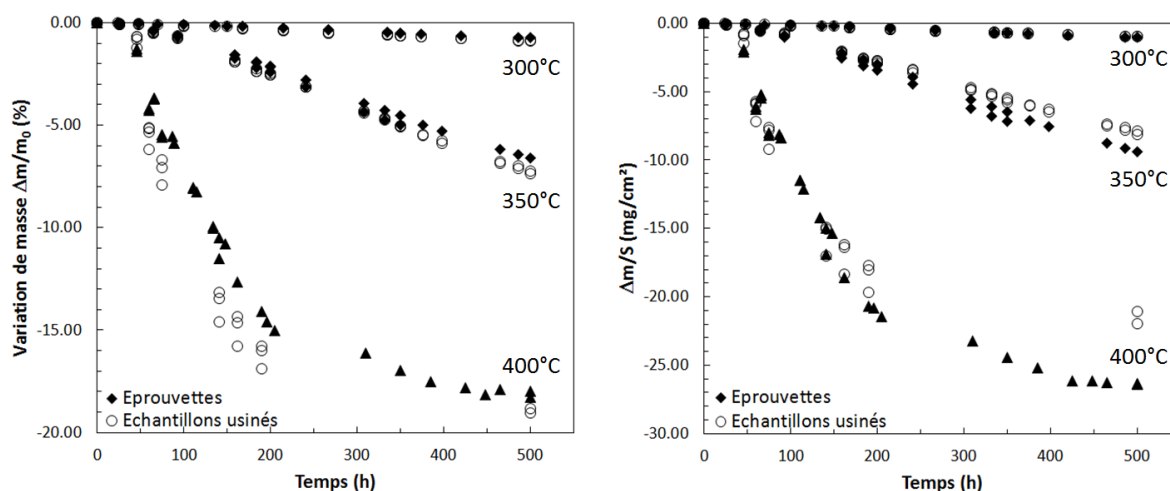 0.00
-5.00
-10.00
-15.00
-20.00
Variation de masse Δm/m₀ (%)
300°C
350°C
400°C
Eprouvettes
Echantillons usinés
0 100 200 300 400 500
Temps (h)
0.00
-5.00
-10.00
-15.00
-20.00
-25.00
-30.00
Δm/S (mg/cm²)
300°C
350°C
400°C
Eprouvettes
Echantillons usinés
0 100 200 300 400 500
Temps (h)